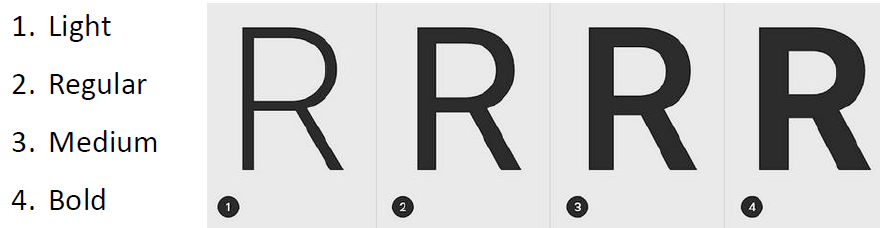 1. Light
2. Regular
3. Medium
4. Bold
R R R R
1 2 3 4